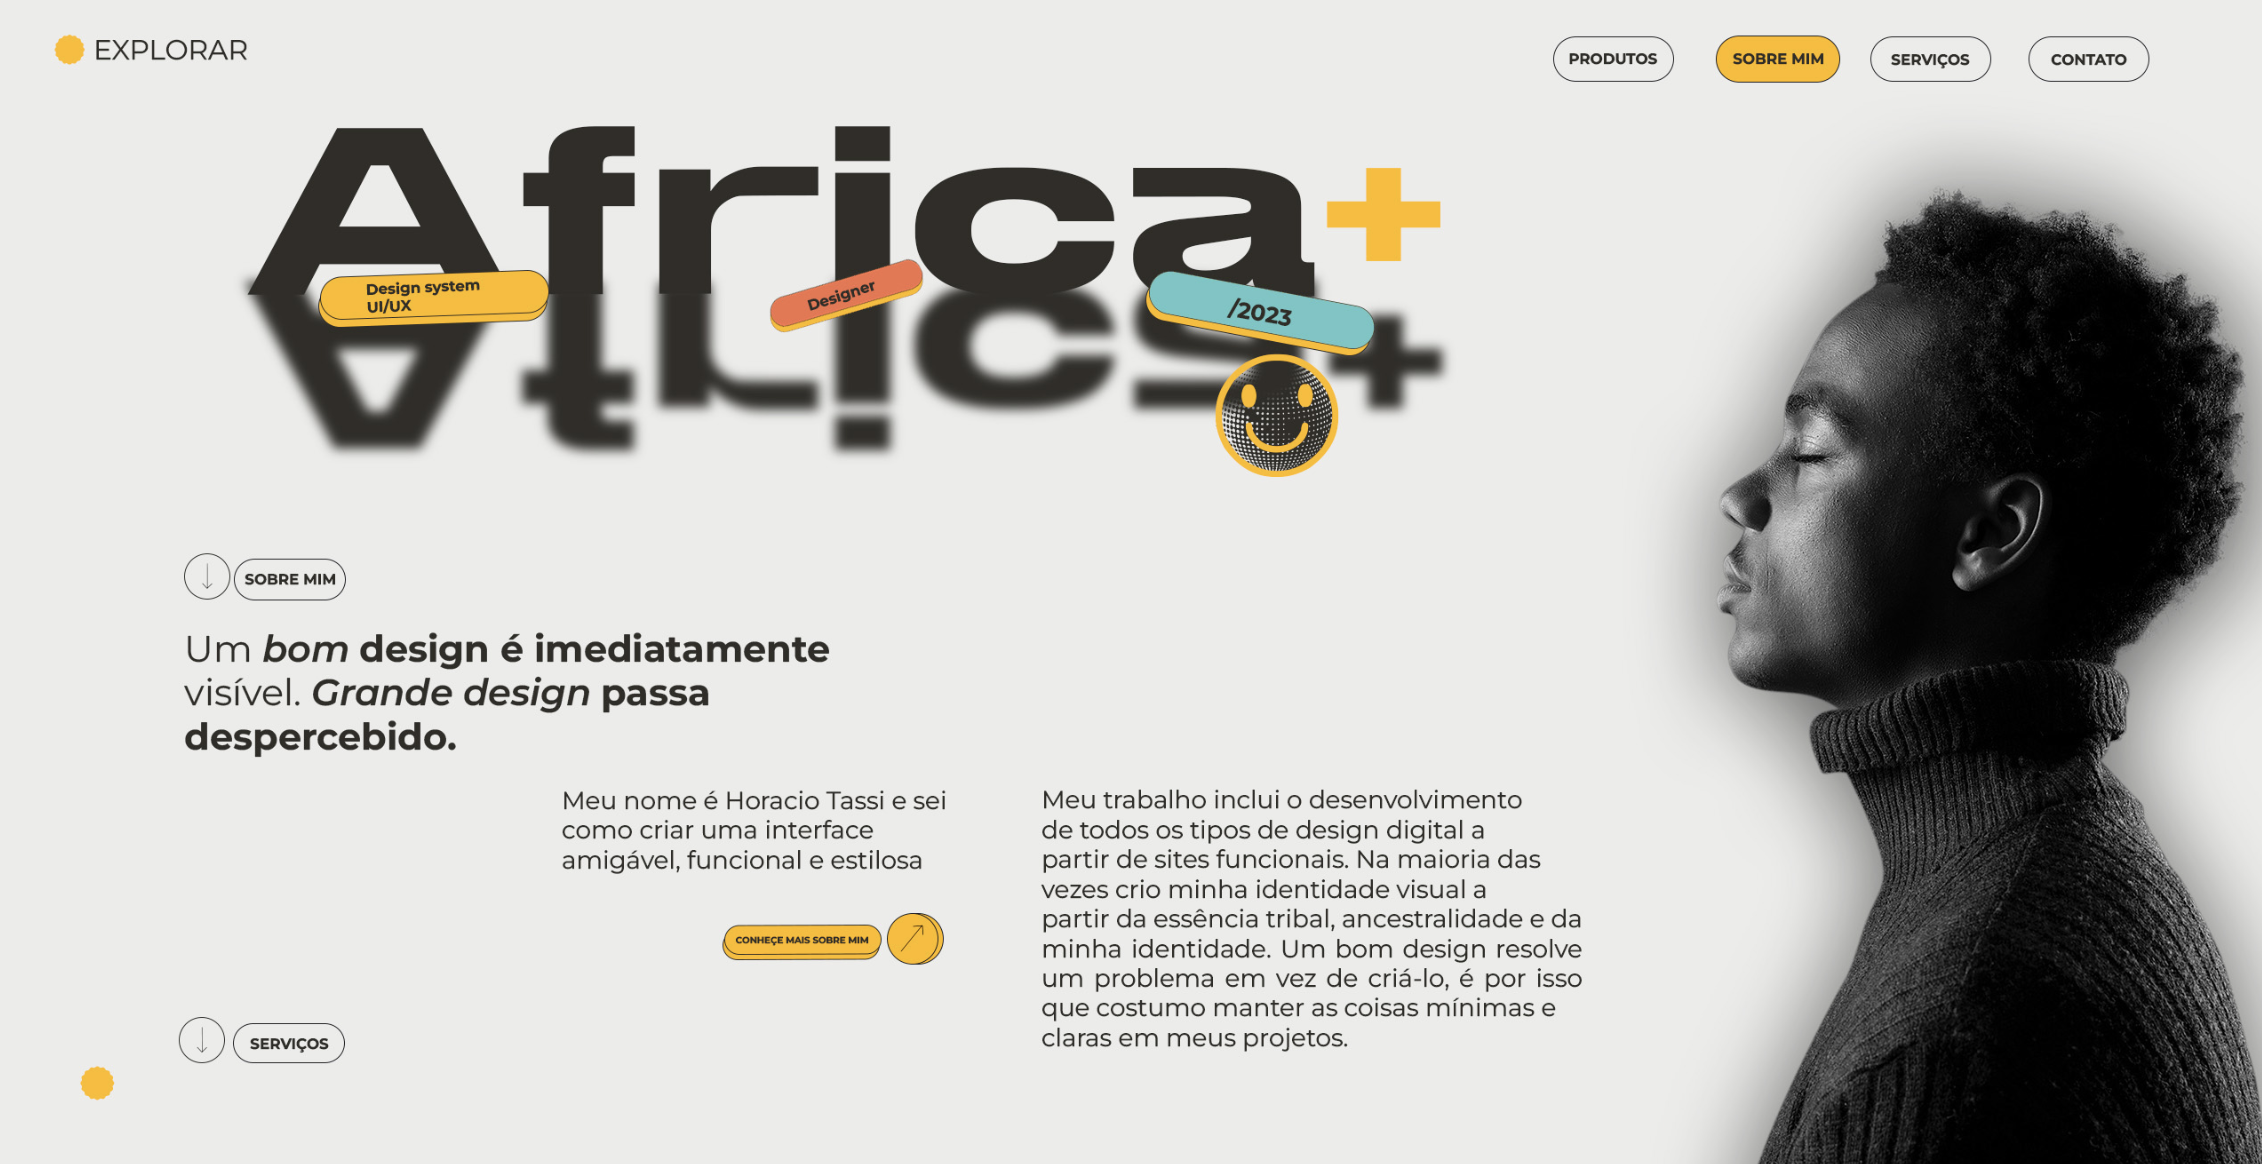 EXPLORAR
PRODUTOS
SOBRE MIM
SERVIÇOS
CONTATO
Africa+
Design system
UI/UX
Designer
/2023
SOBRE MIM
Um bom design é imediatamente
visível. Grande design passa
despercebido.
Meu nome é Horacio Tassi e sei
como criar uma interface
amigável, funcional e estilosa
CONHEÇE MAIS SOBRE MIM
Meu trabalho inclui o desenvolvimento
de todos os tipos de design digital a
partir de sites funcionais. Na maioria das
vezes crio minha identidade visual a
partir da essência tribal, ancestralidade e da
minha identidade. Um bom design resolve
um problema em vez de criá-lo, é por isso
que costumo manter as coisas mínimas e
claras em meus projetos.
SERVIÇOS